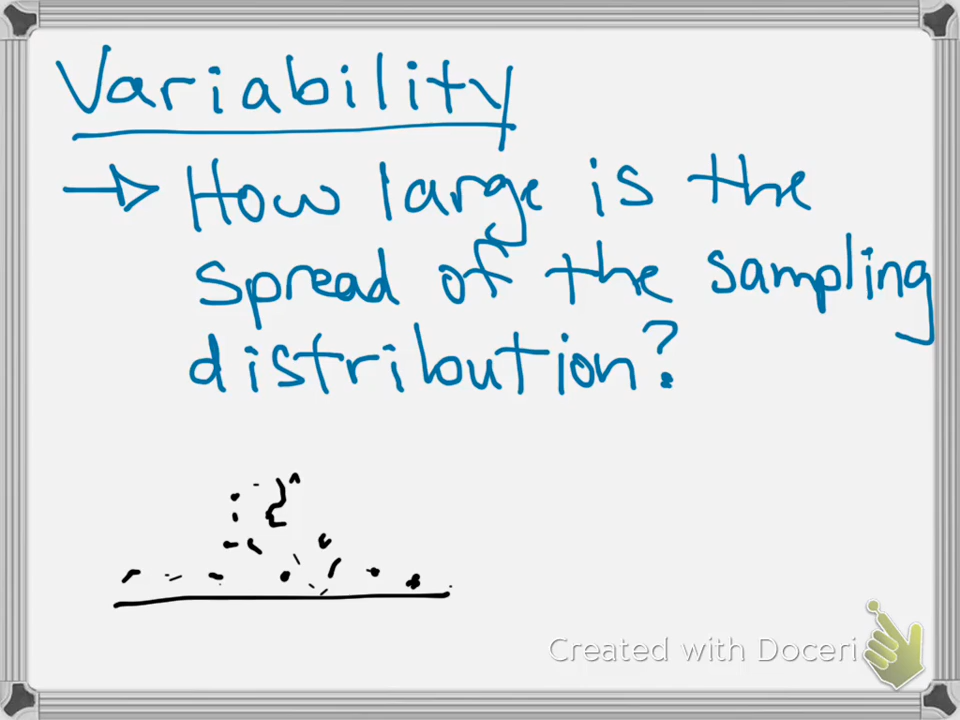 Variability
→ How large is the
spread of the sampling
distribution?
Created with Doceri